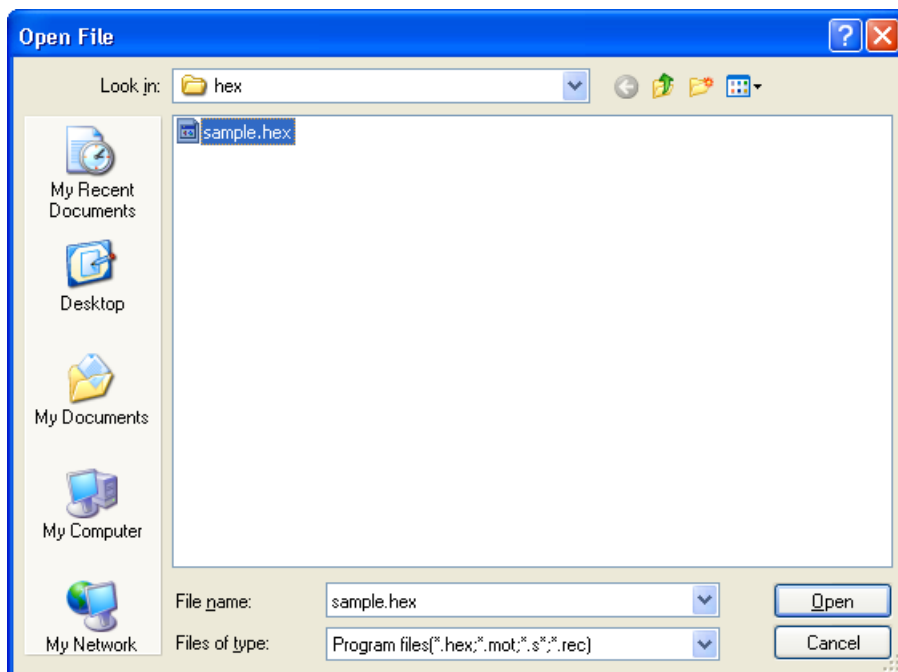 Open File
Look in:
hex
sample.hex
My Recent
Documents
Desktop
My Documents
My Computer
My Network
File name:
sample.hex
Open
Files of type:
Program files(*.hex;*.mot;*.s*;*.rec)
Cancel